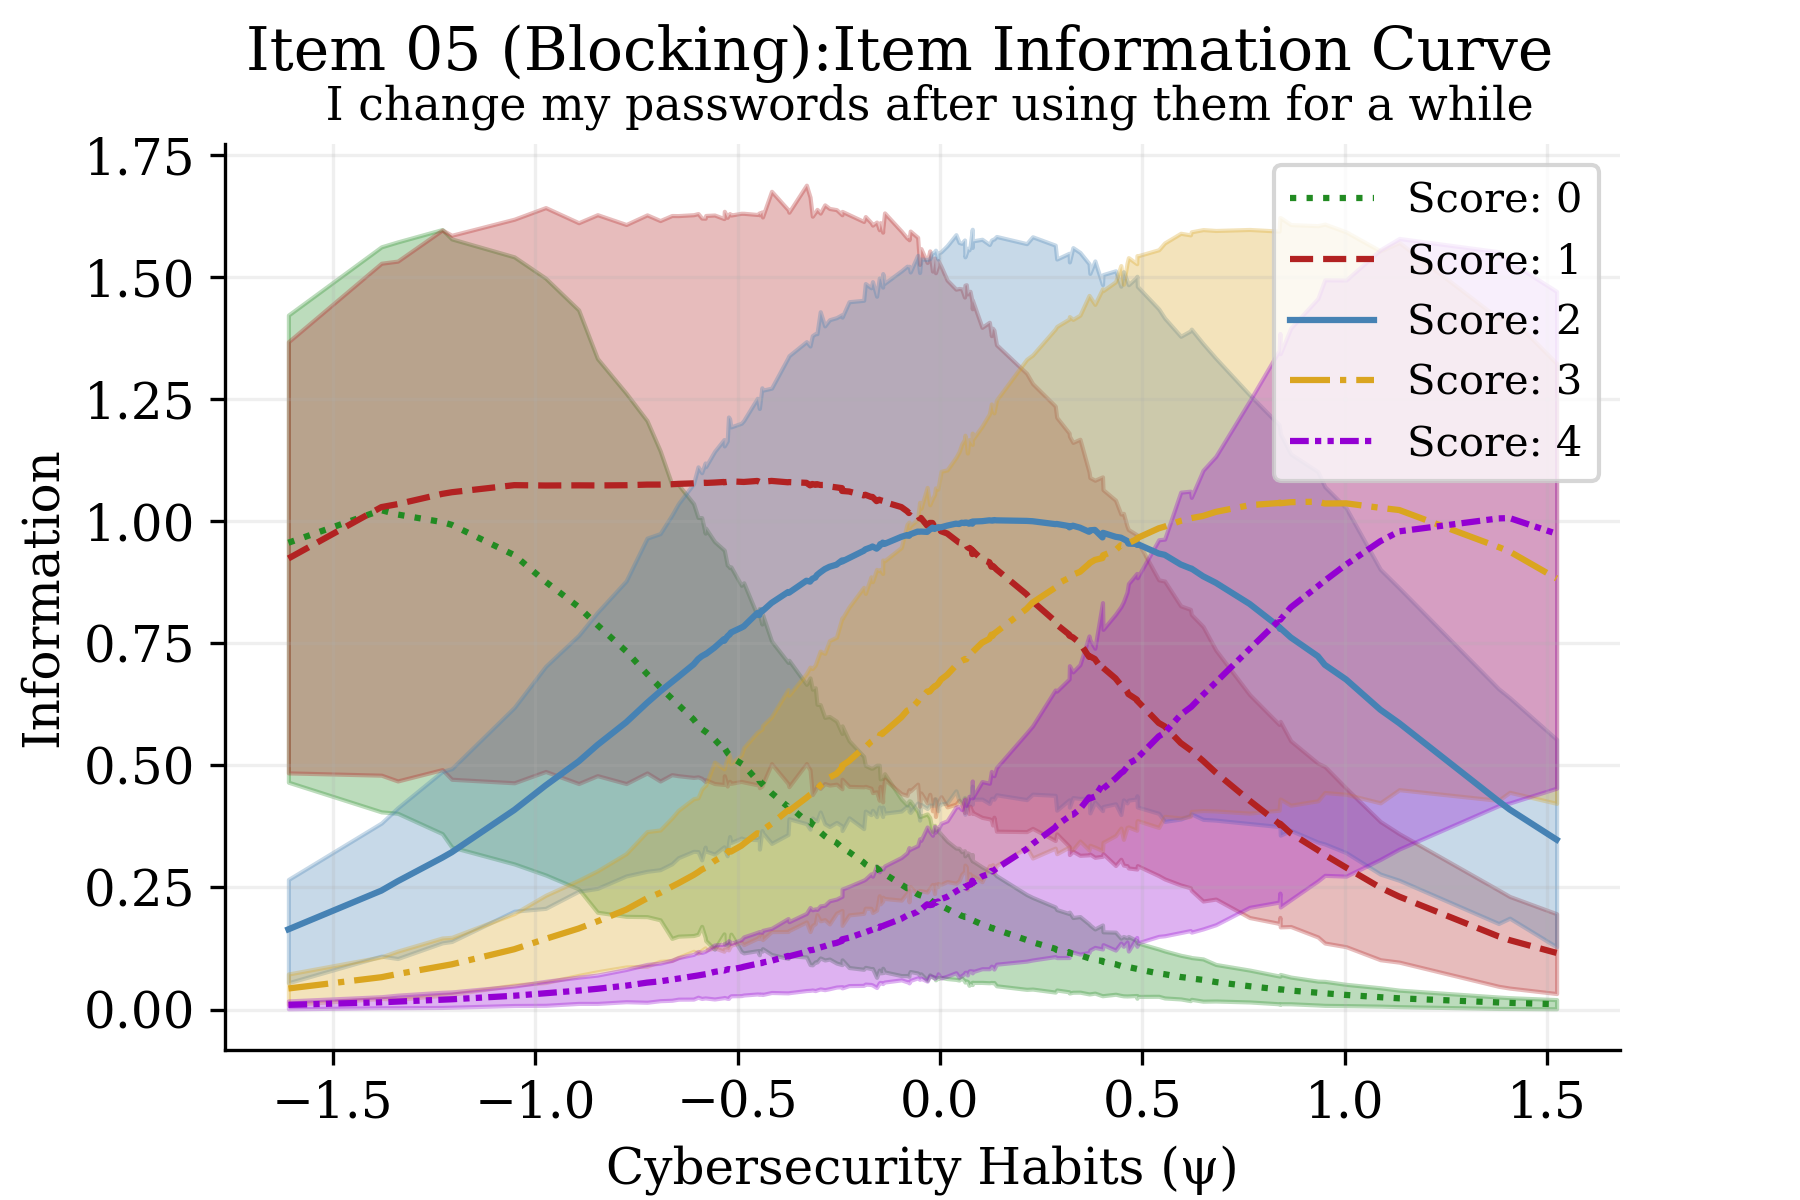 Item 05 (Blocking):Item Information Curve
I change my passwords after using them for a while
1.75
1.50
1.25
1.00
0.75
0.50
0.25
0.00
Information
Score: 0
Score: 1
Score: 2
Score: 3
Score: 4
−1.5 −1.0 −0.5 0.0 0.5 1.0 1.5
Cybersecurity Habits (ψ)